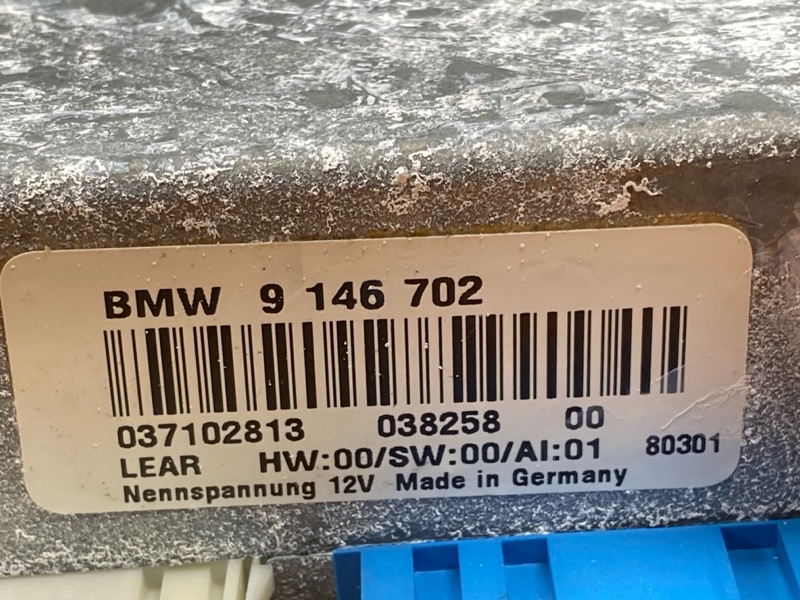 BMW 9 146 702
037102813 038258 00
LEAR HW:00/SW:00/AI:01 80301
Nennspannung 12V Made in Germany